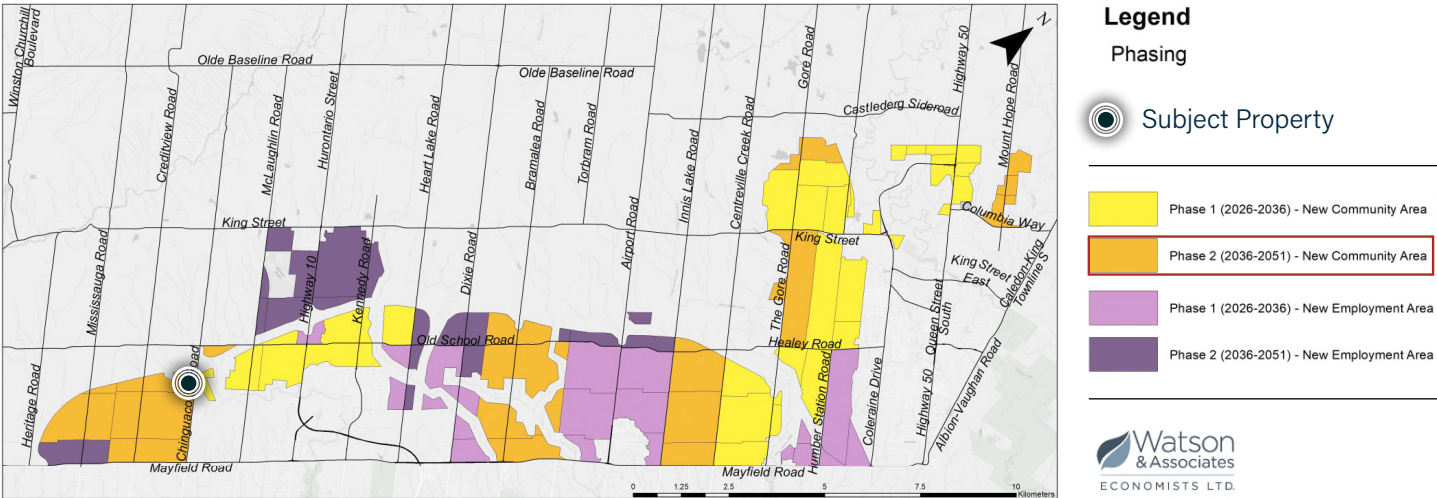 Winston Churchill
Boulevard
Olde Baseline Road
Olde Baseline Road
Creditview Road
McLaughlin Road
Hurontario Street
Heart Lake Road
Bramalea Road
Torbram Road
Innis Lake Road
Centreville Creek Road
Gore Road
Castlederg Sideroad
Highway 50
Mount Hope Road
N
King Street
King Street
Columbia Way
King Street
East
Caledon-King
Townline S
Mississauga Road
Highway 10
Kennedy Road
Dixie Road
Airport Road
The Gore Road
Queen Street
South
Old School Road
Healey Road
Heritage Road
Chinguaco
oad
Humber Station Road
Coleraine Drive
Highway 50
Albion-Vaughan Road
Mayfield Road
Mayfield Road
0 1.25 2.5 5 7.5 10
Kilometers
Legend
Phasing
Subject Property
Phase 1 (2026-2036) - New Community Area
Phase 2 (2036-2051) - New Community Area
Phase 1 (2026-2036) - New Employment Area
Phase 2 (2036-2051) - New Employment Area
Watson
& Associates
ECONOMISTS LTD.